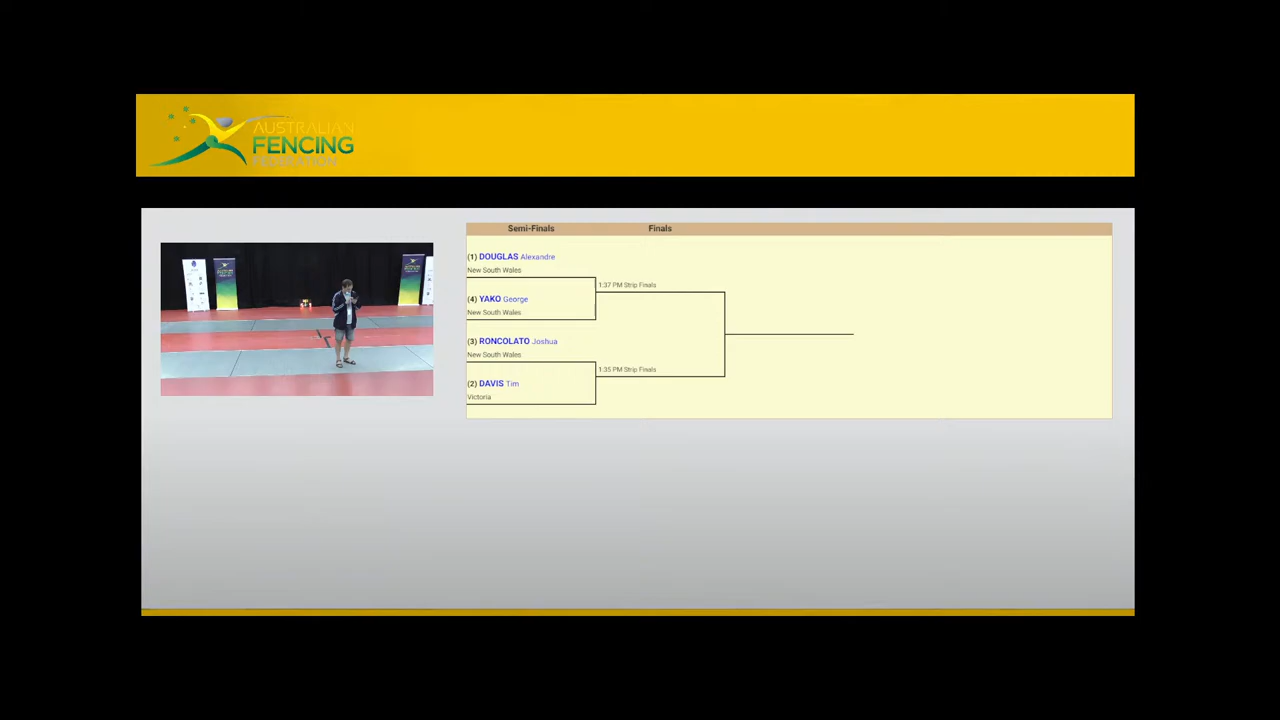 AUSTRALIAN
FENCING
FEDERATION
Semi-Finals Finals
(1) DOUGLAS Alexandre
New South Wales
1:37 PM Strip Finals
(4) YAKO George
New South Wales
(3) RONCOLATO Joshua
New South Wales
1:35 PM Strip Finals
(2) DAVIS Tim
Victoria